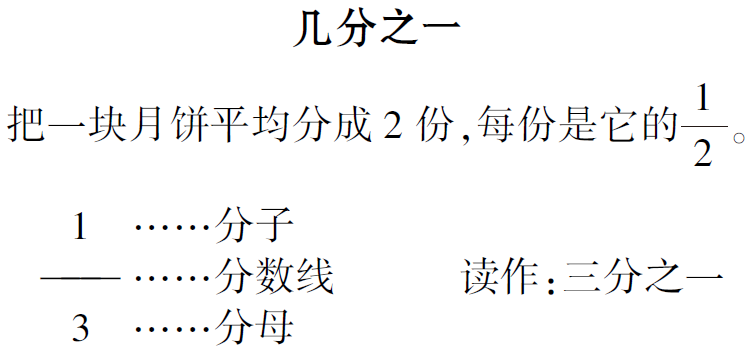 几分之一
把一块月饼平均分成 2 份,每份是它的1/2。
1 ……分子
—— ……分数线 读作:三分之一
3 ……分母